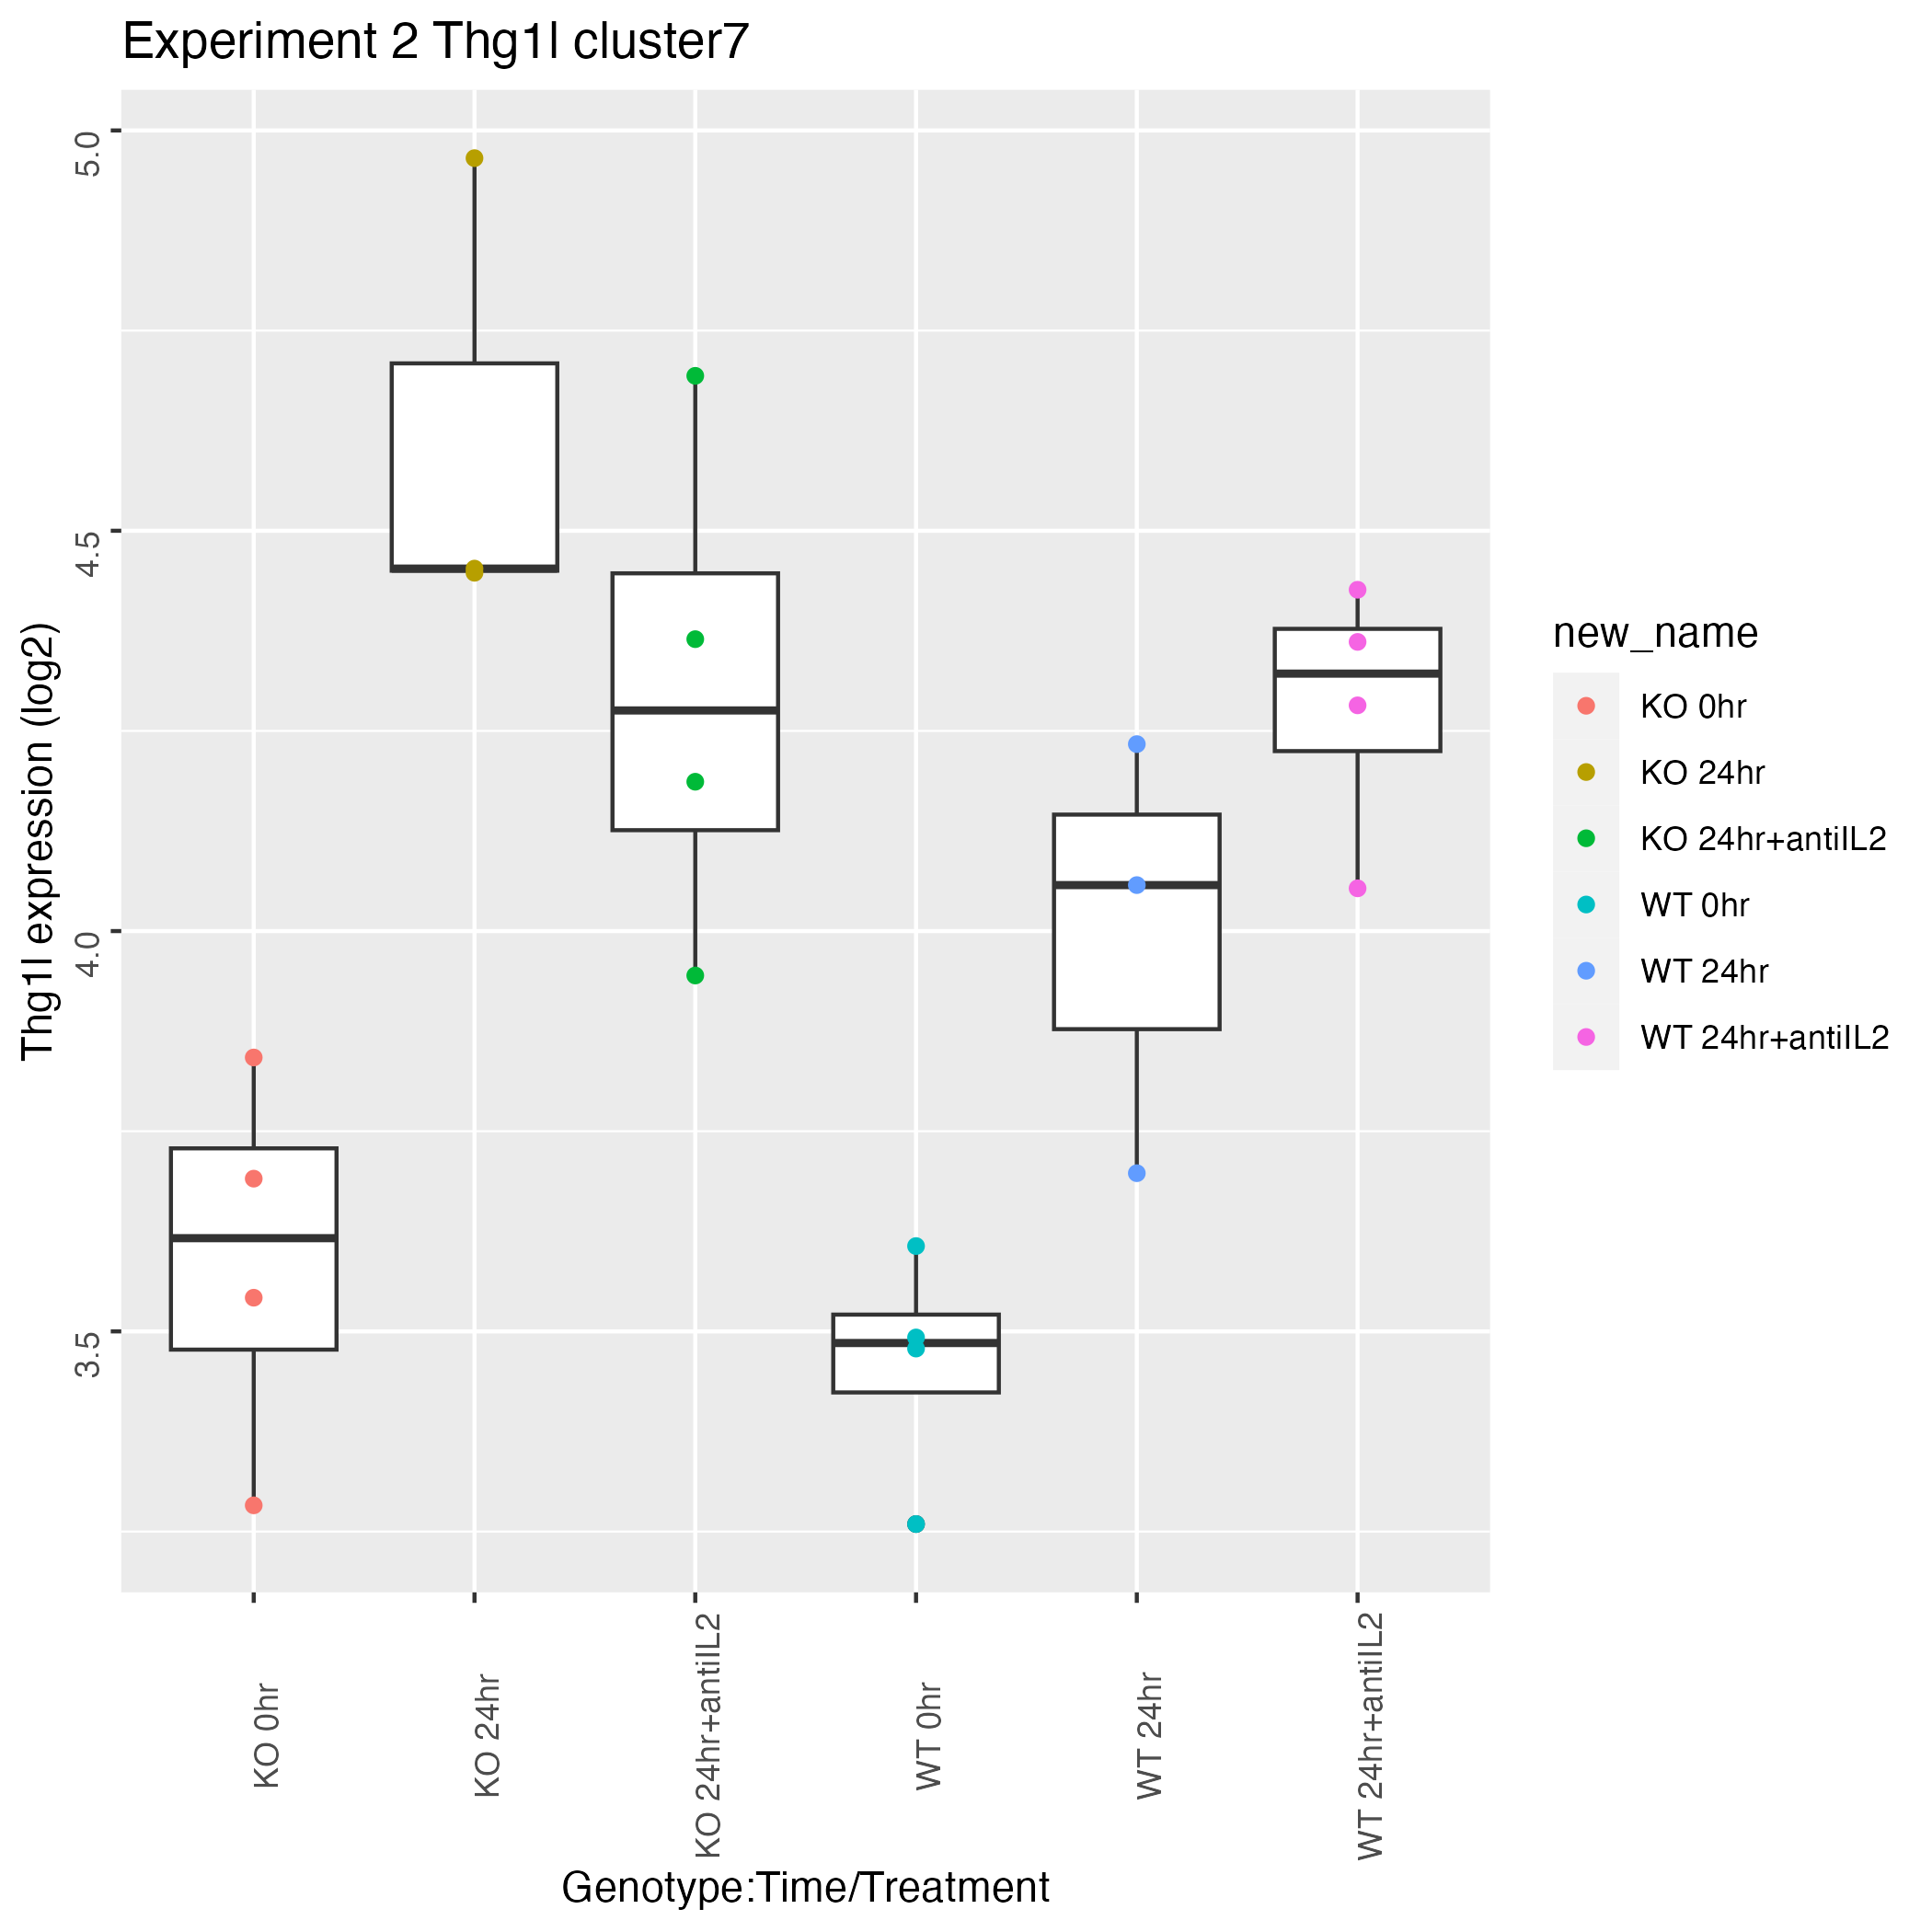 Experiment 2 Thg1l cluster7
Thg1l expression (log2)
5.0
4.5
4.0
3.5
KO 0hr
KO 24hr
KO 24hr+antiIL2
WT 0hr
WT 24hr
WT 24hr+antiIL2
Genotype:Time/Treatment
new_name
KO 0hr
KO 24hr
KO 24hr+antiIL2
WT 0hr
WT 24hr
WT 24hr+antiIL2